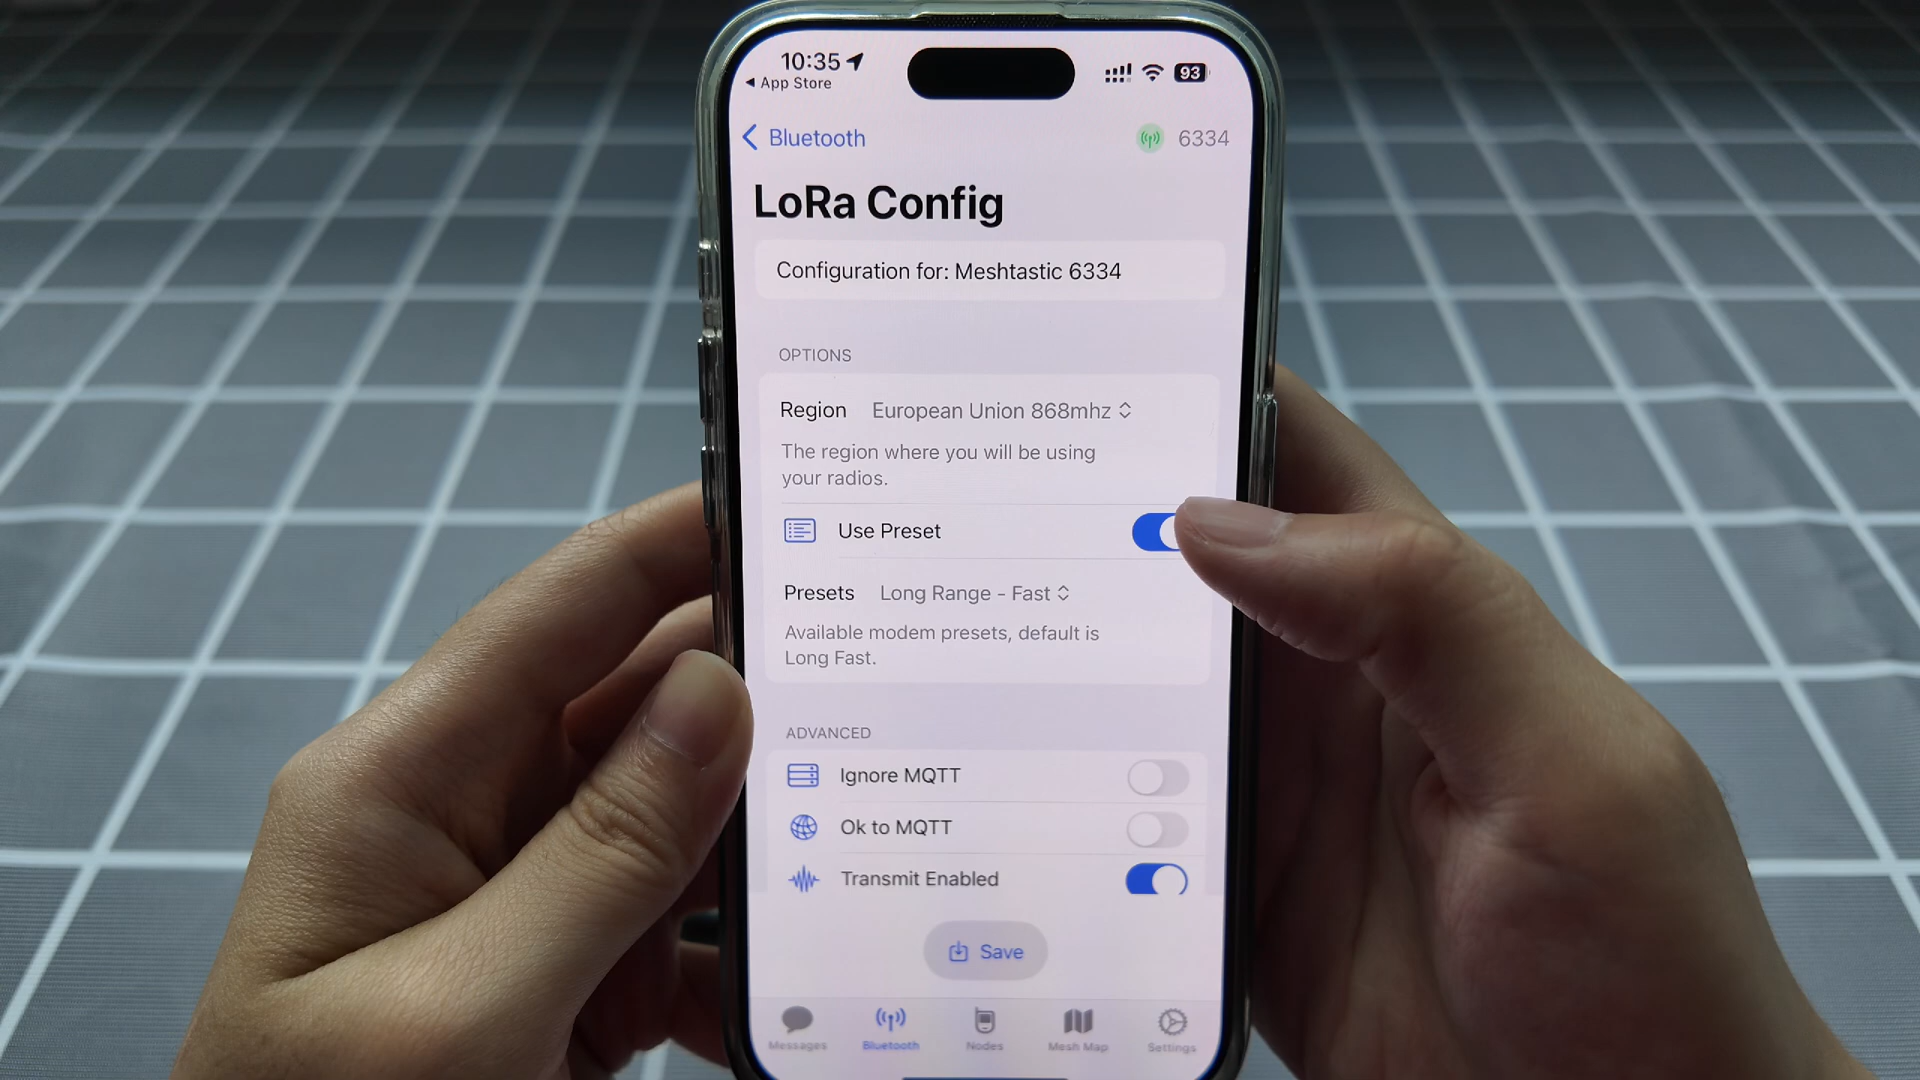 10:35
App Store
93
Bluetooth
6334
LoRa Config
Configuration for: Meshtastic 6334
OPTIONS
Region European Union 868mhz
The region where you will be using
your radios.
Use Preset
Presets Long Range - Fast
Available modem presets, default is
Long Fast.
ADVANCED
Ignore MQTT
Ok to MQTT
Transmit Enabled
Save
Messages
Bluetooth
Nodes
Mesh Map
Settings